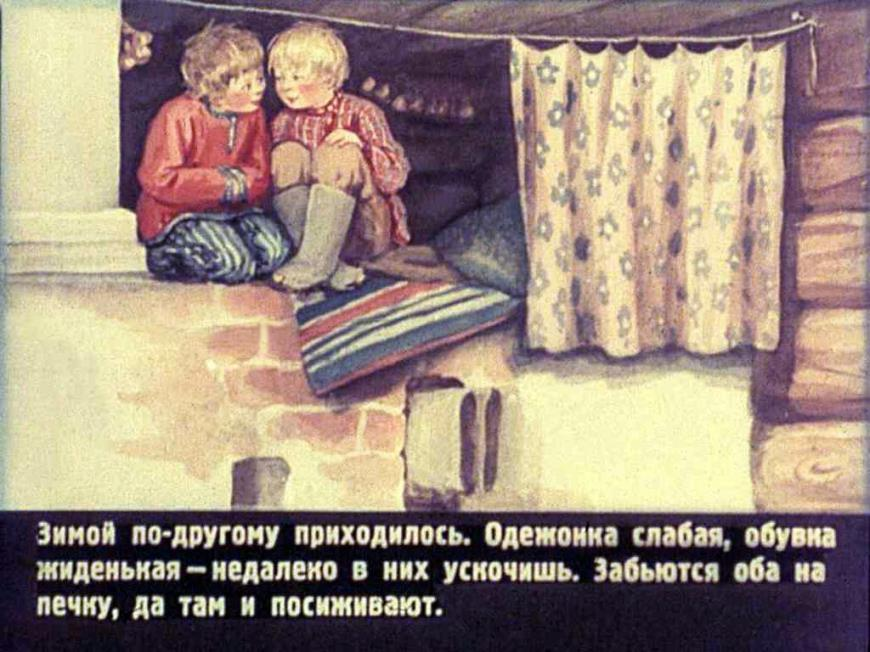 Зимой по-другому приходилось. Одежонка слабая, обувка
жиденькая — недалеко в них ускочишь. Забьются оба на
печку, да там и посиживают.